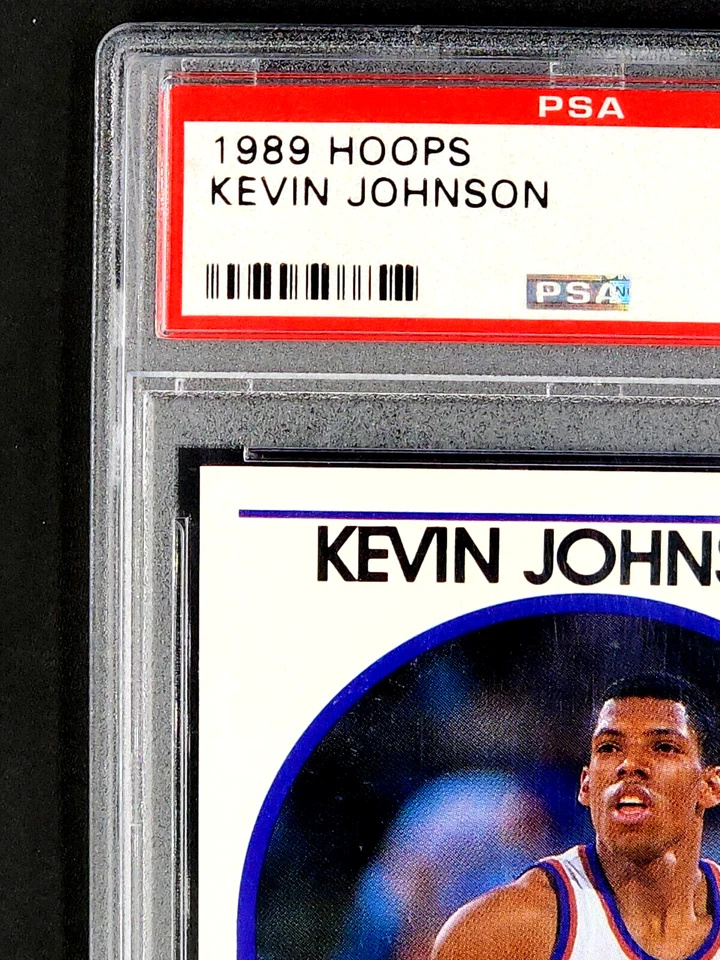 PSA
1989 HOOPS
KEVIN JOHNSON
PSA
KEVIN JOHNS